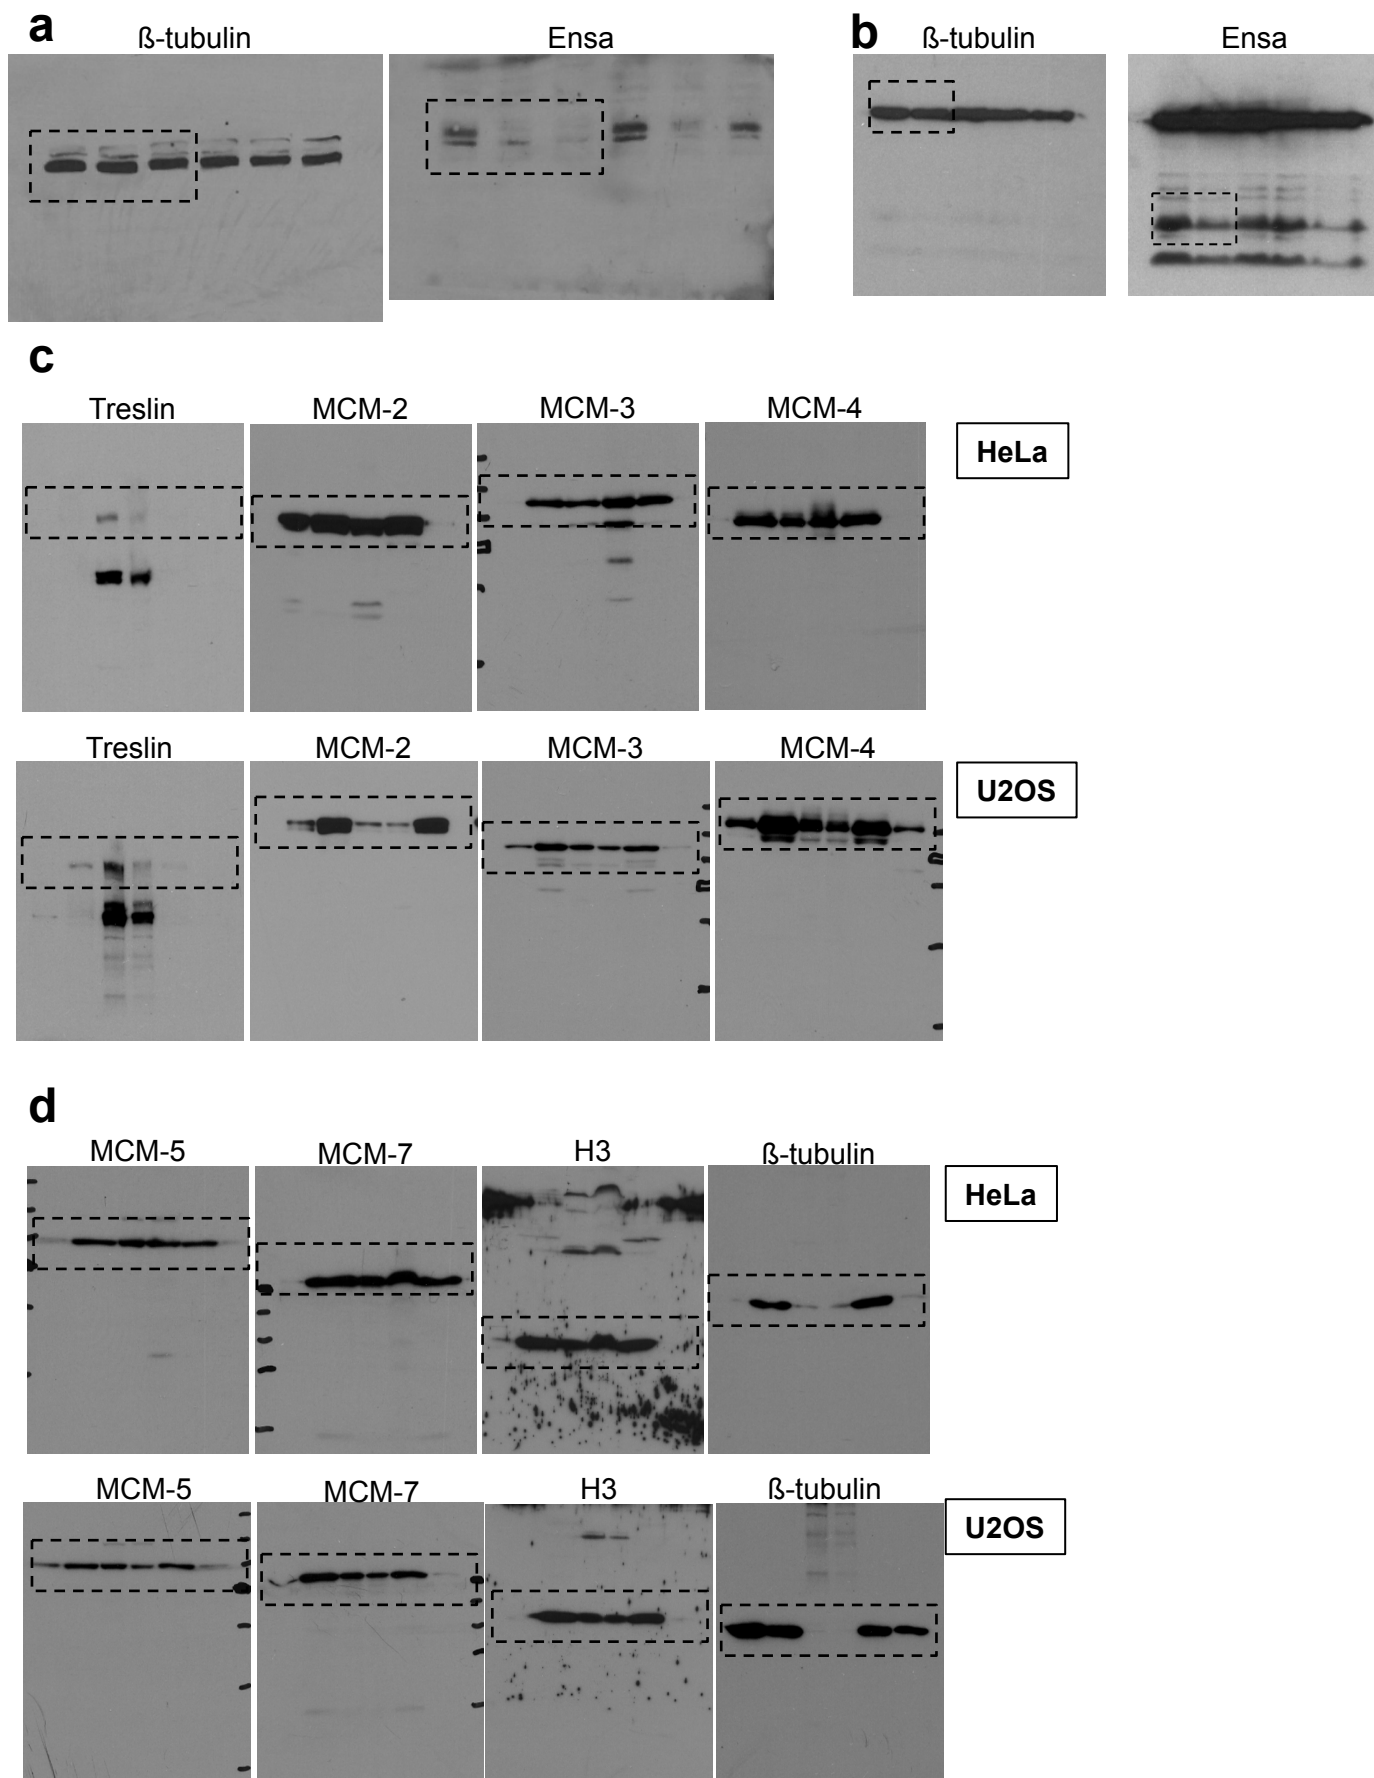 a
ß-tubulin
Ensa
b
ß-tubulin
Ensa
c
Treslin
MCM-2
MCM-3
MCM-4
HeLa
Treslin
MCM-2
MCM-3
MCM-4
U2OS
d
MCM-5
MCM-7
H3
ß-tubulin
HeLa
MCM-5
MCM-7
H3
ß-tubulin
U2OS